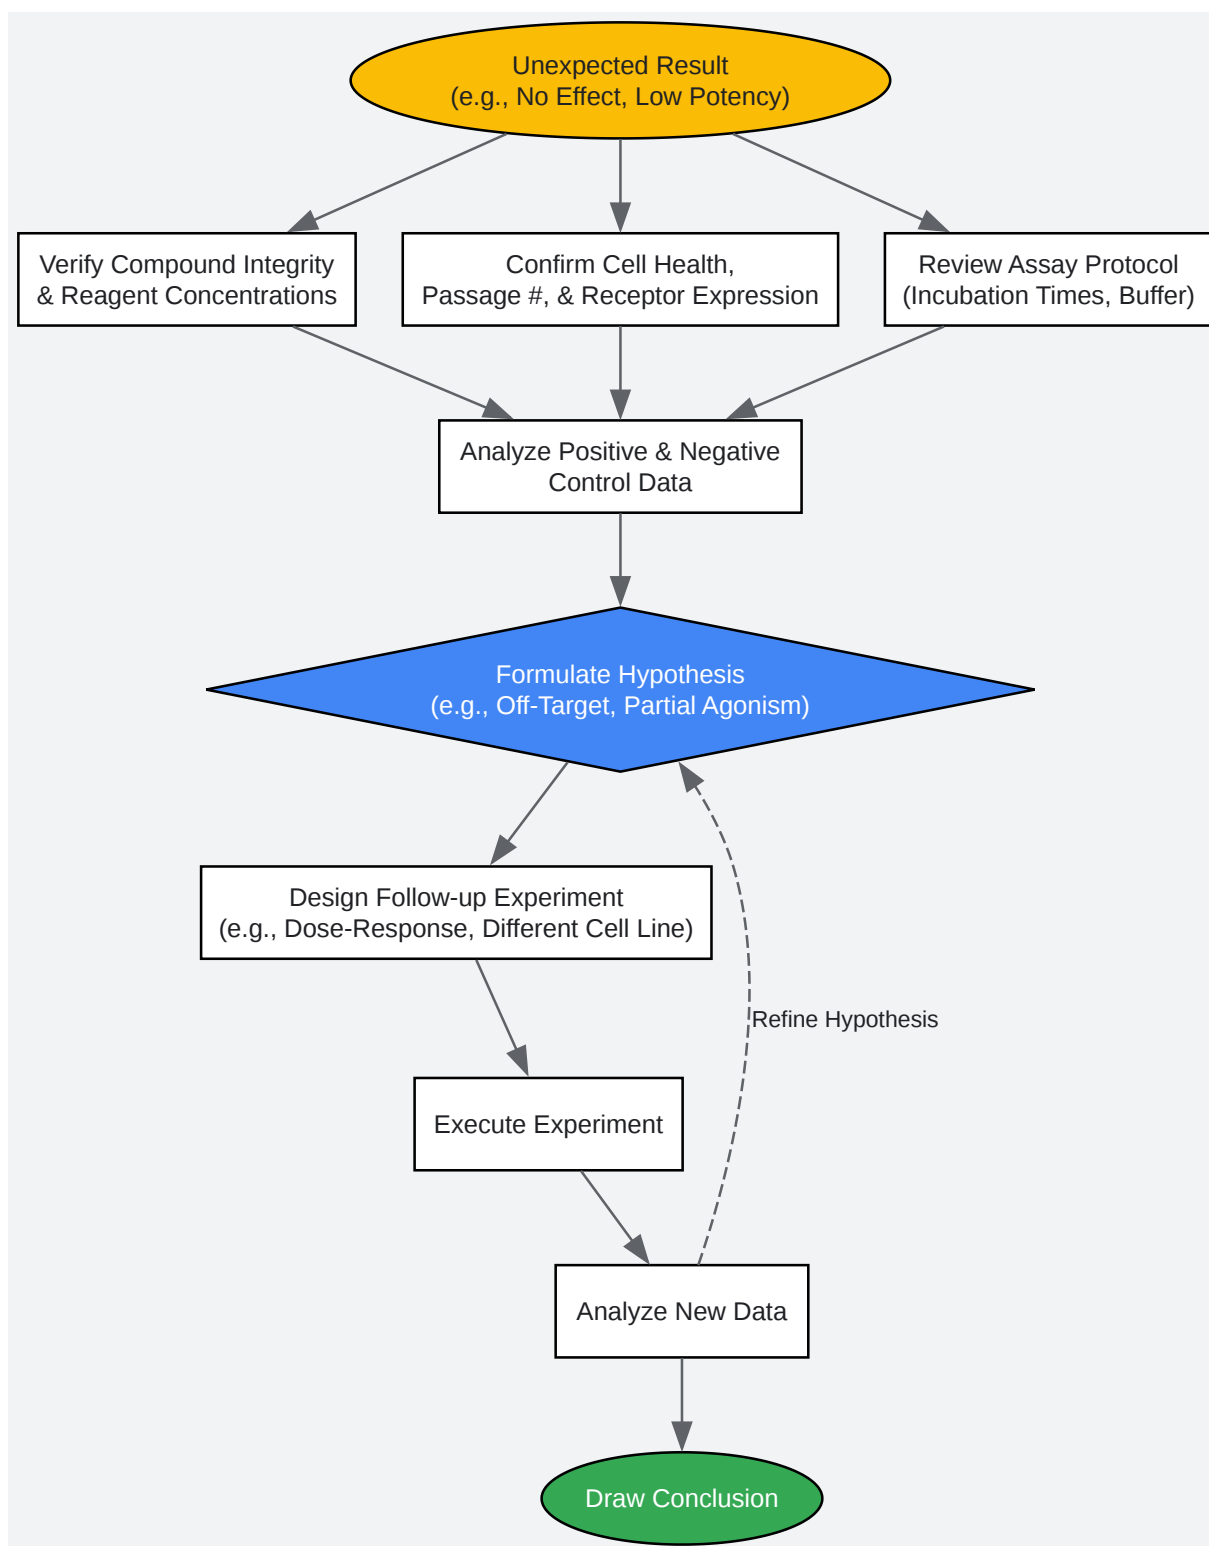 Unexpected Result
(e.g., No Effect, Low Potency)
Verify Compound Integrity
& Reagent Concentrations
Confirm Cell Health,
Passage #, & Receptor Expression
Review Assay Protocol
(Incubation Times, Buffer)
Analyze Positive & Negative
Control Data
Formulate Hypothesis
(e.g., Off-Target, Partial Agonism)
Design Follow-up Experiment
(e.g., Dose-Response, Different Cell Line)
Refine Hypothesis
Execute Experiment
Analyze New Data
Draw Conclusion